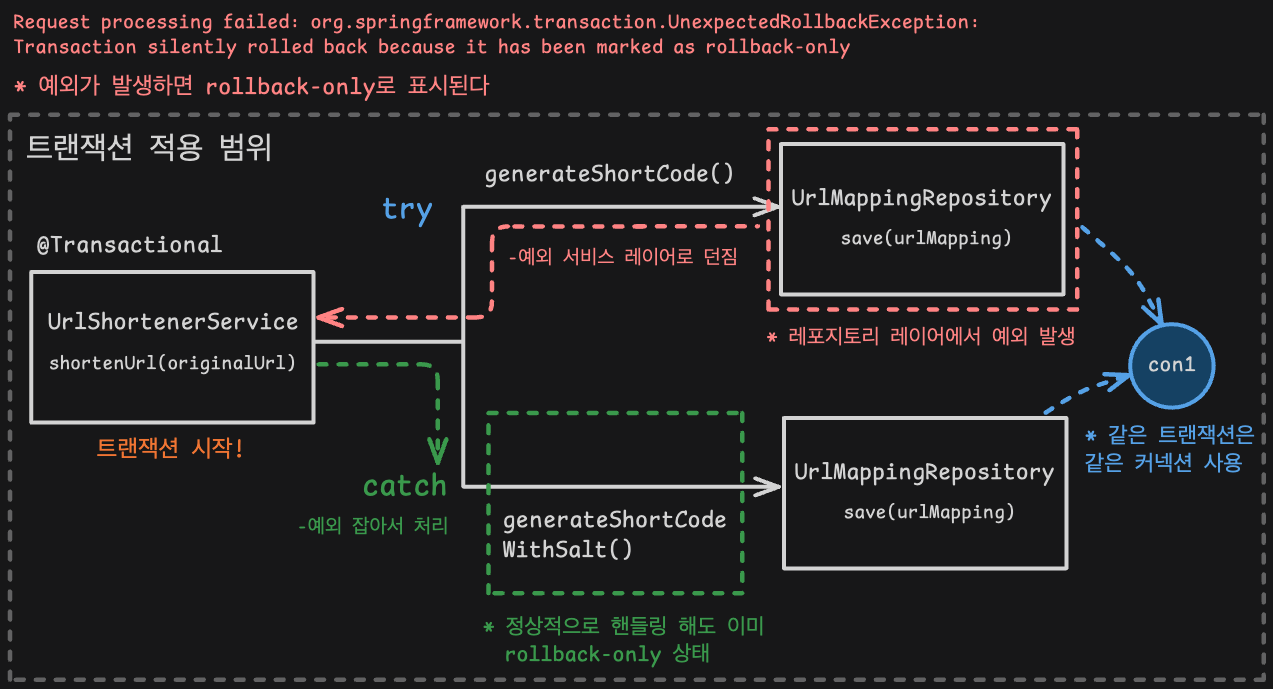 Request processing failed: org.springframework.transaction.UnexpectedRollbackException:
Transaction silently rolled back because it has been marked as rollback-only
* 예외가 발생하면 rollback-only로 표시된다
트랜잭션 적용 범위
generateShortCode()
try
UrlMappingRepository
save(urlMapping)
@Transactional
-예외 서비스 레이어로 던짐
UrlShortenerService
shortenUrl(originalUrl)
* 레포지토리 레이어에서 예외 발생
con1
트랜잭션 시작!
* 같은 트랜잭션은
같은 커넥션 사용
catch
-예외 잡아서 처리
generateShortCode
WithSalt()
UrlMappingRepository
save(urlMapping)
* 정상적으로 핸들링 해도 이미
rollback-only 상태